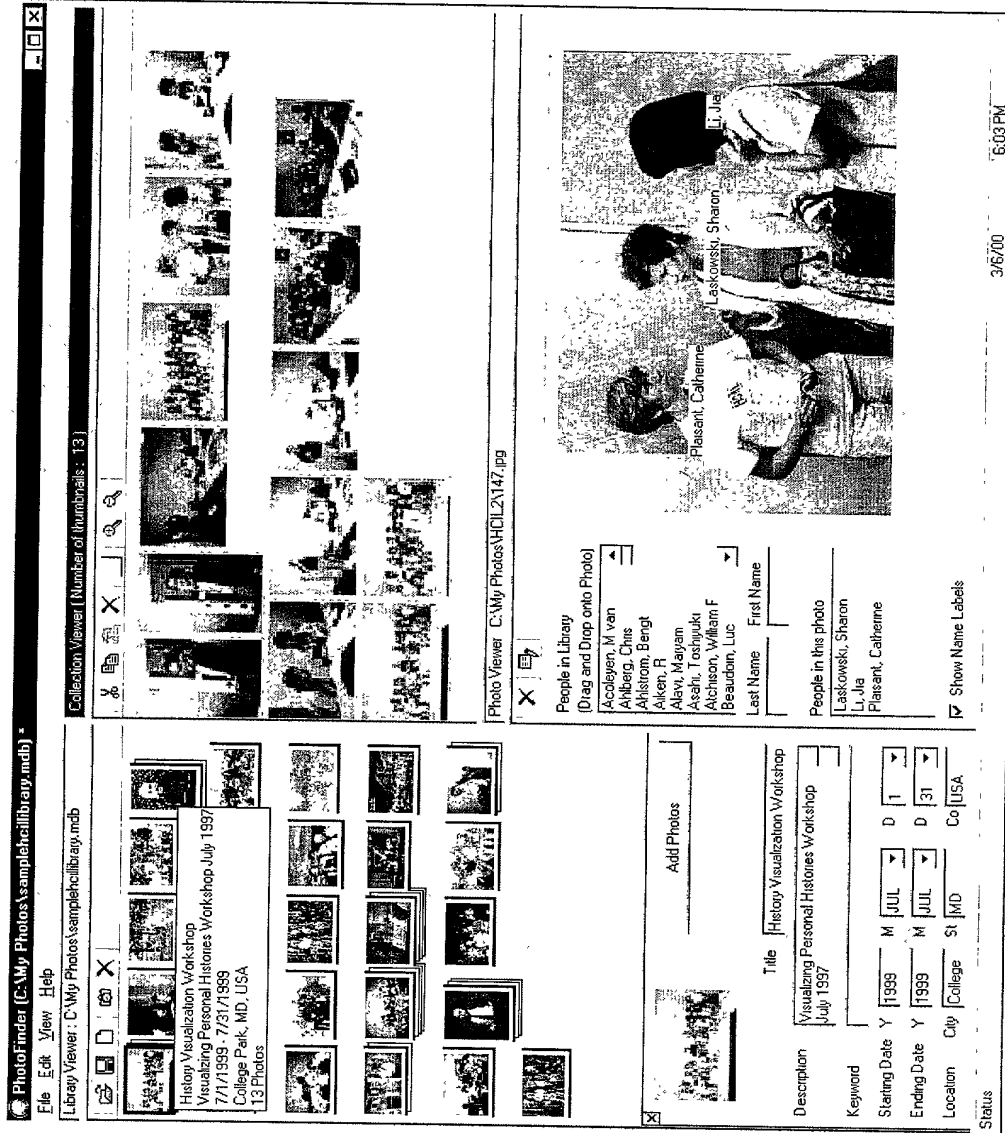 PhotoFinder [C:\My Photos\samplehcillibrary.mdb] *
File Edit View Help
Library Viewer : C:\My Photos\samplehcillibrary.mdb
History Visualization Workshop
Visualizing Personal Histories Workshop July 1997
7/1/1999 - 7/31/1999
College Park, MD, USA
13 Photos
Add Photos
Title History Visualization Workshop
Description Visualizing Personal Histories Workshop
July 1997
Keyword
Starting Date Y 1999 M JUL D 1
Ending Date Y 1999 M JUL D 31
Location City College St MD Co USA
Status
Collection Viewer [ Number of thumbnails : 13 ]
Photo Viewer C:\My Photos\HCIL2\147.jpg
People in Library
(Drag and Drop onto Photo)
Acoleyen, M van
Ahlberg, Chris
Ahlstrom, Bengt
Aiken, R
Alavi, Maryam
Asahi, Toshiyuki
Atchison, William F
Beaudoin, Luc
Last Name First Name
People in this photo
Laskowski, Sharon
Li, Jia
Plaisant, Catherine
Show Name Labels
Plaisant, Catherine
Laskowski, Sharon
Li, Jia
3/6/00
6:03 PM